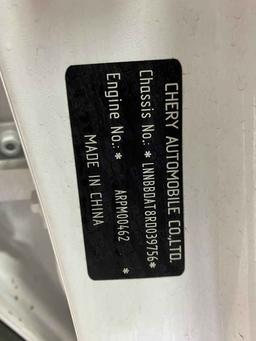 CHERY AUTOMOBILE CO.,LTD.
Chassis No.: * LNNBBDAT8RD039756*
Engine No.: * ARPM00462 *
MADE IN CHINA